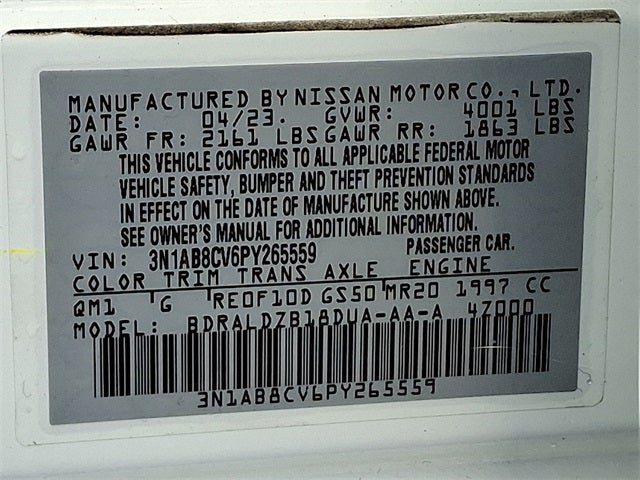 MANUFACTURED BY NISSAN MOTOR CO., LTD.
DATE: 04/23. GVWR: 4001 LBS
GAWR FR: 2161 LBS GAWR RR: 1863 LBS
THIS VEHICLE CONFORMS TO ALL APPLICABLE FEDERAL MOTOR
VEHICLE SAFETY, BUMPER AND THEFT PREVENTION STANDARDS
IN EFFECT ON THE DATE OF MANUFACTURE SHOWN ABOVE.
SEE OWNER'S MANUAL FOR ADDITIONAL INFORMATION.
VIN: 3N1AB8CV6PY265559 PASSENGER CAR.
COLOR TRIM TRANS AXLE ENGINE
QM1 G RE0F10D GS50 MR20 1997 CC
MODEL: BDRALDZB18DUA-AA-A 4Z000
3N1AB8CV6PY265559